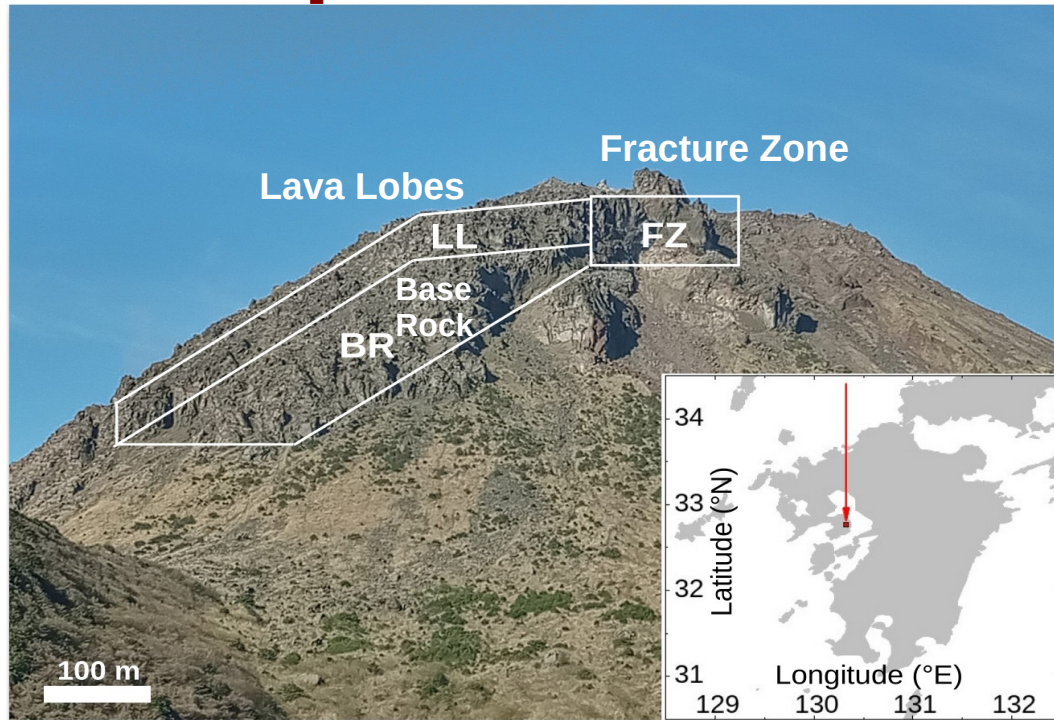 Fracture Zone
Lava Lobes
LL
FZ
Base
Rock
BR
100 m
34
33
32
31
Latitude (°N)
Longitude (°E)
129
130
131
132